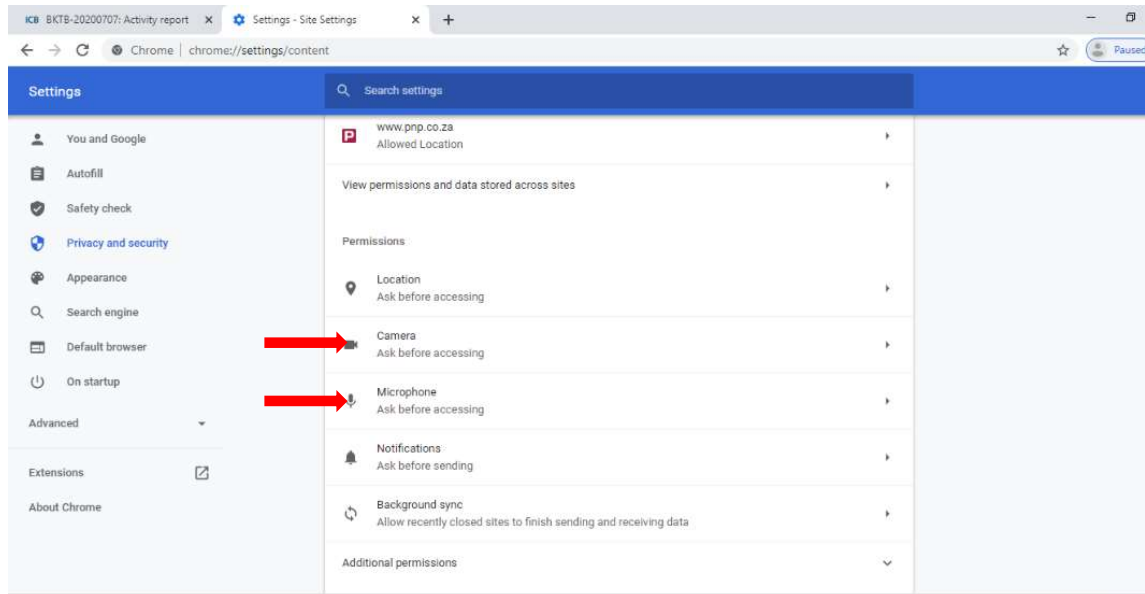 ICB BKTB-20200707: Activity report
Settings - Site Settings
Chrome | chrome://settings/content
Paused
Settings
Search settings
You and Google
Autofill
Safety check
Privacy and security
Appearance
Search engine
Default browser
On startup
Advanced
Extensions
About Chrome
P
www.pnp.co.za
Allowed Location
View permissions and data stored across sites
Permissions
Location
Ask before accessing
Camera
Ask before accessing
Microphone
Ask before accessing
Notifications
Ask before sending
Background sync
Allow recently closed sites to finish sending and receiving data
Additional permissions